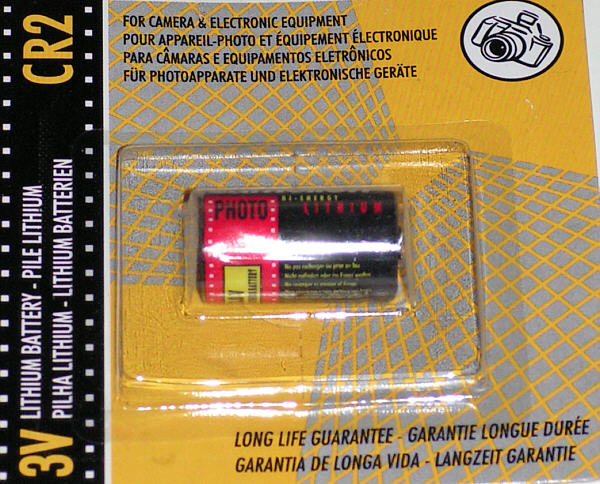 FOR CAMERA & ELECTRONIC EQUIPMENT
POUR APPAREIL-PHOTO ET ÉQUIPEMENT ÉLECTRONIQUE
PARA CÂMARAS E EQUIPAMENTOS ELETRÔNICOS
FÜR PHOTOAPPARATE UND ELEKTRONISCHE GERÄTE
CR2
3V
LITHIUM BATTERY - PILE LITHIUM
PILHA LITHIUM - LITHIUM BATTERIEN
PHOTO
HI-ENERGY
LITHIUM
BATTERY
LONG LIFE GUARANTEE - GARANTIE LONGUE DURÉE
GARANTIA DE LONGA VIDA - LANGZEIT GARANTIE